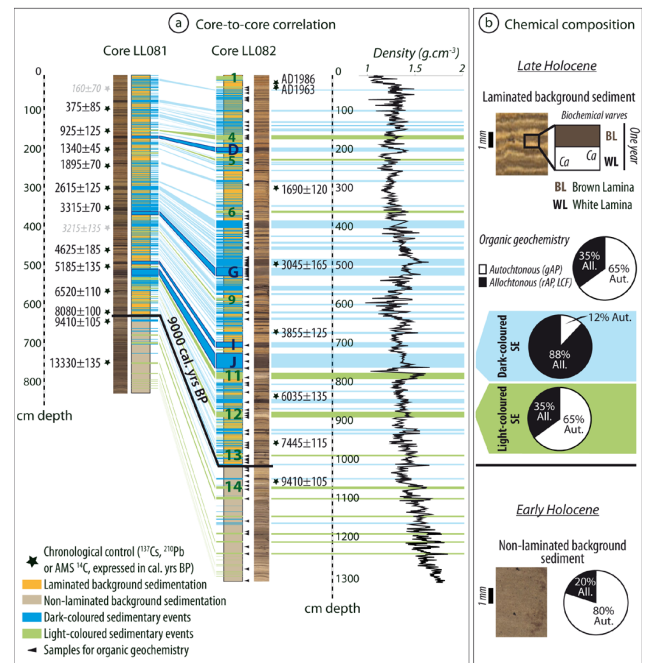 a Core-to-core correlation
Core LL081
Core LL082
Density (g.cm-3)
1 1.5 2
0
100
200
300
400
500
600
700
800
cm depth
160±70
375±85
925±125
1340±45
1895±70
2615±125
3315±70
3215±135
4625±185
5185±135
6520±110
8080±100
9410±105
13330±135
9000 cal. yrs BP
1
4
D
5
6
G
9
I
J
11
12
13
14
AD1986
AD1963
1690±120
3045±165
3855±125
6035±135
7445±115
9410±105
0
100
200
300
400
500
600
700
800
900
1000
1100
1200
1300
cm depth
Chronological control (137Cs, 210Pb
or AMS 14C, expressed in cal. yrs BP)
Laminated background sedimentation
Non-laminated background sedimentation
Dark-coloured sedimentary events
Light-coloured sedimentary events
Samples for organic geochemistry
b Chemical composition
Late Holocene
Laminated background sediment
Biochemical varves
1 mm
BL
WL
Ca
Ca
One year
BL Brown Lamina
WL White Lamina
Organic geochemistry
Autochtonous (gAP)
Allochtonous (rAP, LCF)
35% All.
65% Aut.
Dark-coloured SE
12% Aut.
88% All.
Light-coloured SE
35% All.
65% Aut.
Early Holocene
Non-laminated background
sediment
1 mm
20% All.
80% Aut.